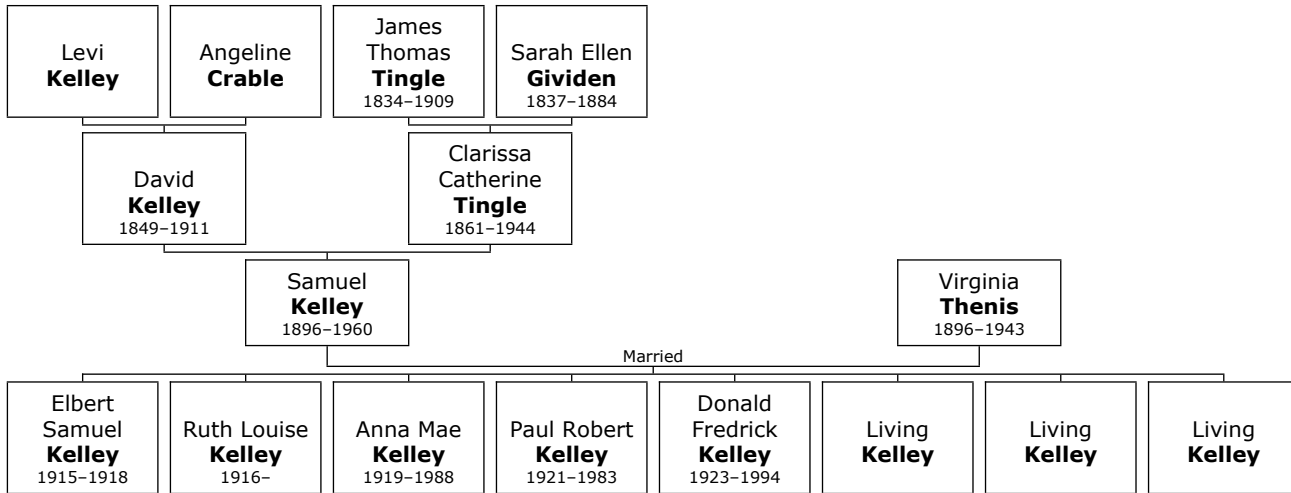 Levi
Kelley
Angeline
Crable
James
Thomas
Tingle
1834–1909
Sarah Ellen
Gividen
1837–1884
David
Kelley
1849–1911
Clarissa
Catherine
Tingle
1861–1944
Samuel
Kelley
1896–1960
Virginia
Thenis
1896–1943
Married
Elbert
Samuel
Kelley
1915–1918
Ruth Louise
Kelley
1916–
Anna Mae
Kelley
1919–1988
Paul Robert
Kelley
1921–1983
Donald
Fredrick
Kelley
1923–1994
Living
Kelley
Living
Kelley
Living
Kelley